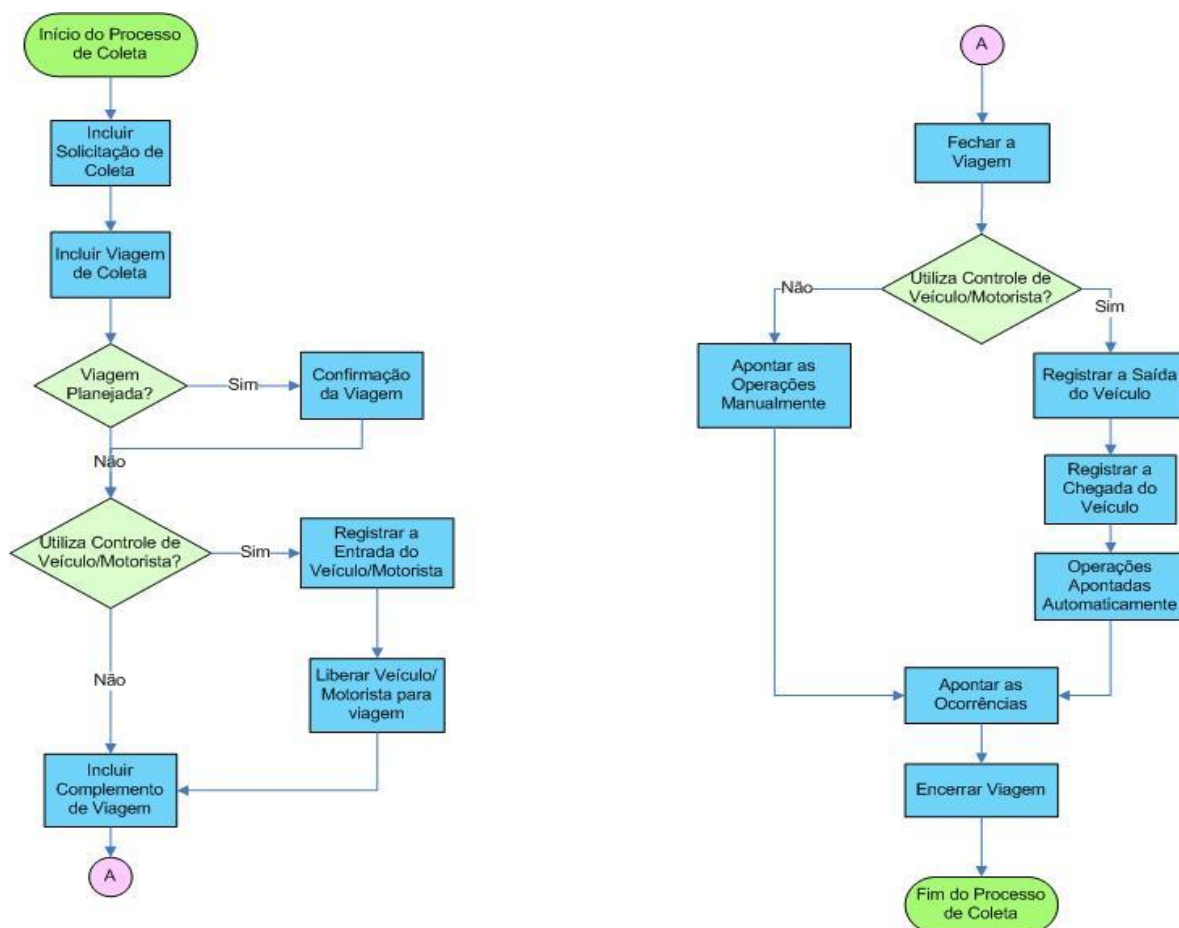 Início do Processo
de Coleta
Incluir
Solicitação de
Coleta
Incluir Viagem
de Coleta
Viagem
Planejada?
Sim
Confirmação
da Viagem
Não
Utiliza Controle de
Veículo/Motorista?
Sim
Registrar a
Entrada do
Veículo/Motorista
Não
Liberar Veículo/
Motorista para
viagem
Incluir
Complemento
de Viagem
A
A
Fechar a
Viagem
Utiliza Controle de
Veículo/Motorista?
Não
Sim
Apontar as
Operações
Manualmente
Registrar a Saída
do Veículo
Registrar a
Chegada do
Veículo
Operações
Apontadas
Automaticamente
Apontar as
Ocorrências
Encerrar Viagem
Fim do Processo
de Coleta